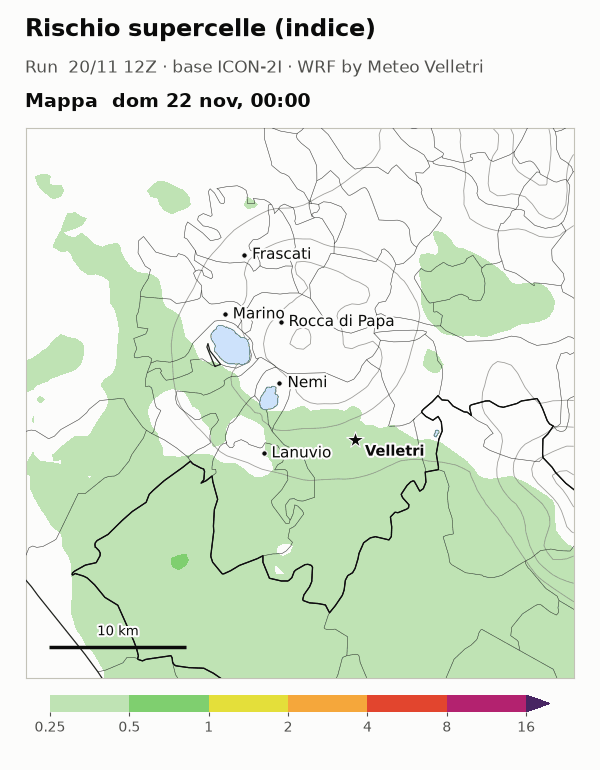 Rischio supercelle (indice)
Run  20/11 12Z · base ICON-2I · WRF by Meteo Velletri
Mappa  dom 22 nov, 00:00
Frascati
Marino
Rocca di Papa
Nemi
Velletri
Lanuvio
10 km
0.25 0.5 1 2 4 8 16